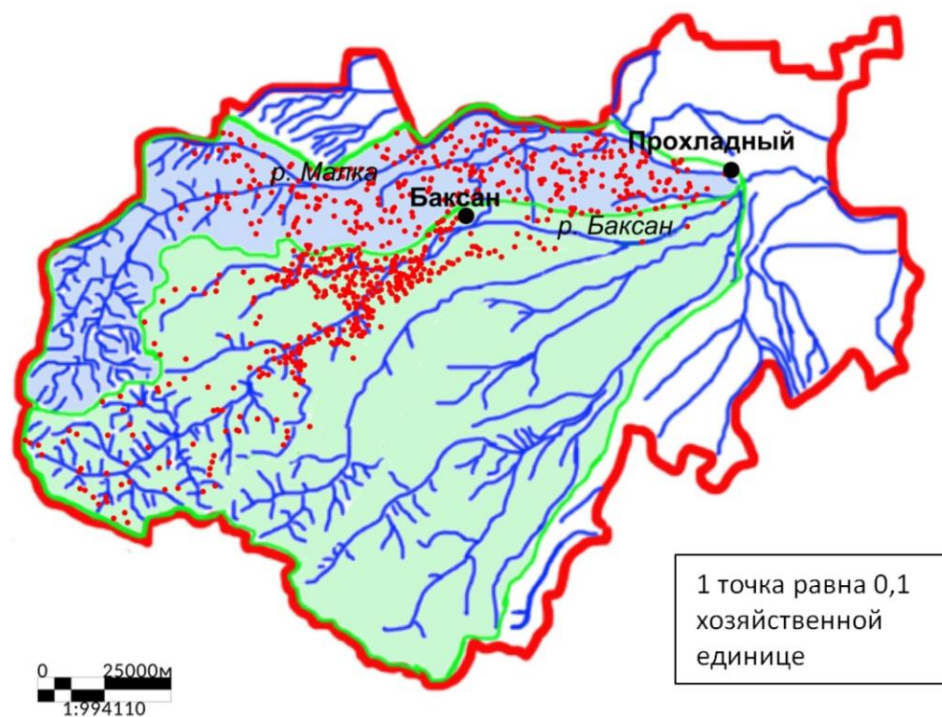 Прохладный
р. Малка
Баксан
р. Баксан
1 точка равна 0,1
хозяйственной
единице
0 25000м
1:994110